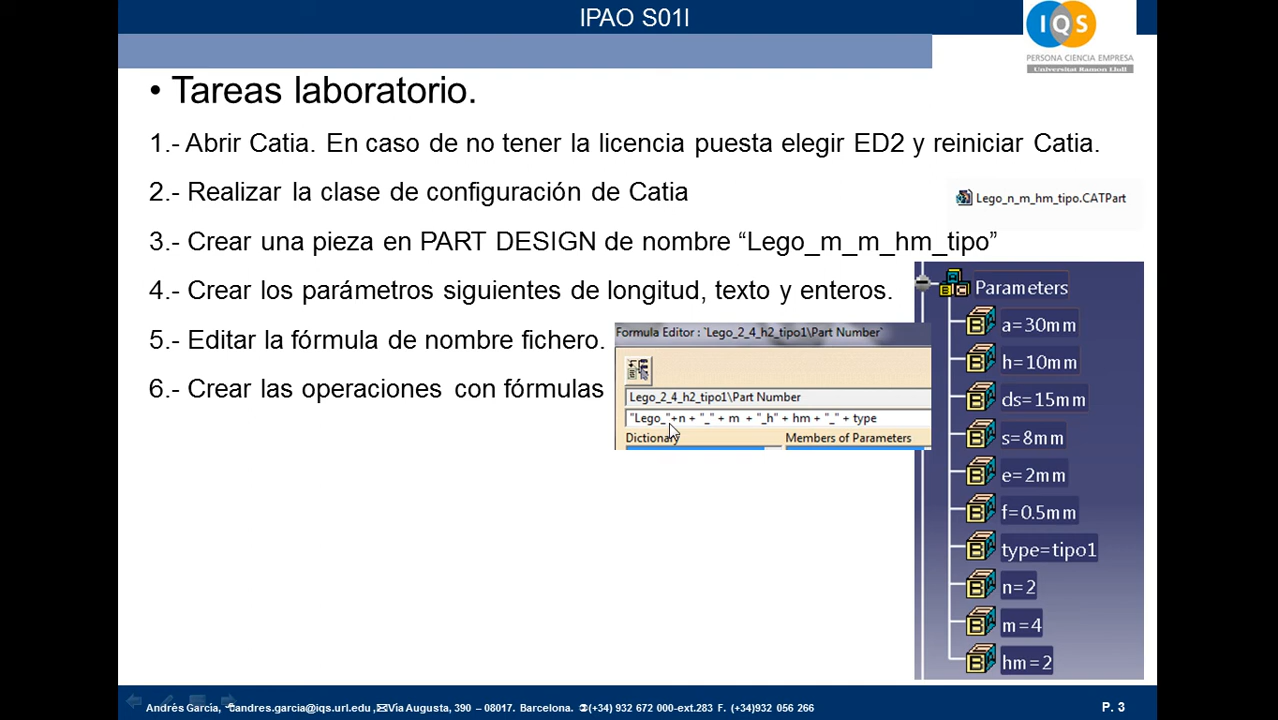 IPAO S01I
IQS
PERSONA CIENCIA EMPRESA
Universitat Ramon Llull
• Tareas laboratorio.
1.- Abrir Catia. En caso de no tener la licencia puesta elegir ED2 y reiniciar Catia.
2.- Realizar la clase de configuración de Catia
Lego_n_m_hm_tipo.CATPart
3.- Crear una pieza en PART DESIGN de nombre “Lego_m_m_hm_tipo”
4.- Crear los parámetros siguientes de longitud, texto y enteros.
5.- Editar la fórmula de nombre fichero.
6.- Crear las operaciones con fórmulas
Formula Editor : `Lego_2_4_h2_tipo1\Part Number`
Lego_2_4_h2_tipo1\Part Number
"Lego_"+n + "_" + m + "_h" + hm + "_" + type
Dictionary Members of Parameters
Parameters
a=30mm
h=10mm
ds=15mm
s=8mm
e=2mm
f=0.5mm
type=tipo1
n=2
m=4
hm=2
Andrés García, andres.garcia@iqs.url.edu ,✉Vía Augusta, 390 – 08017. Barcelona. (+34) 932 672 000-ext.283 F. (+34)932 056 266
P. 3